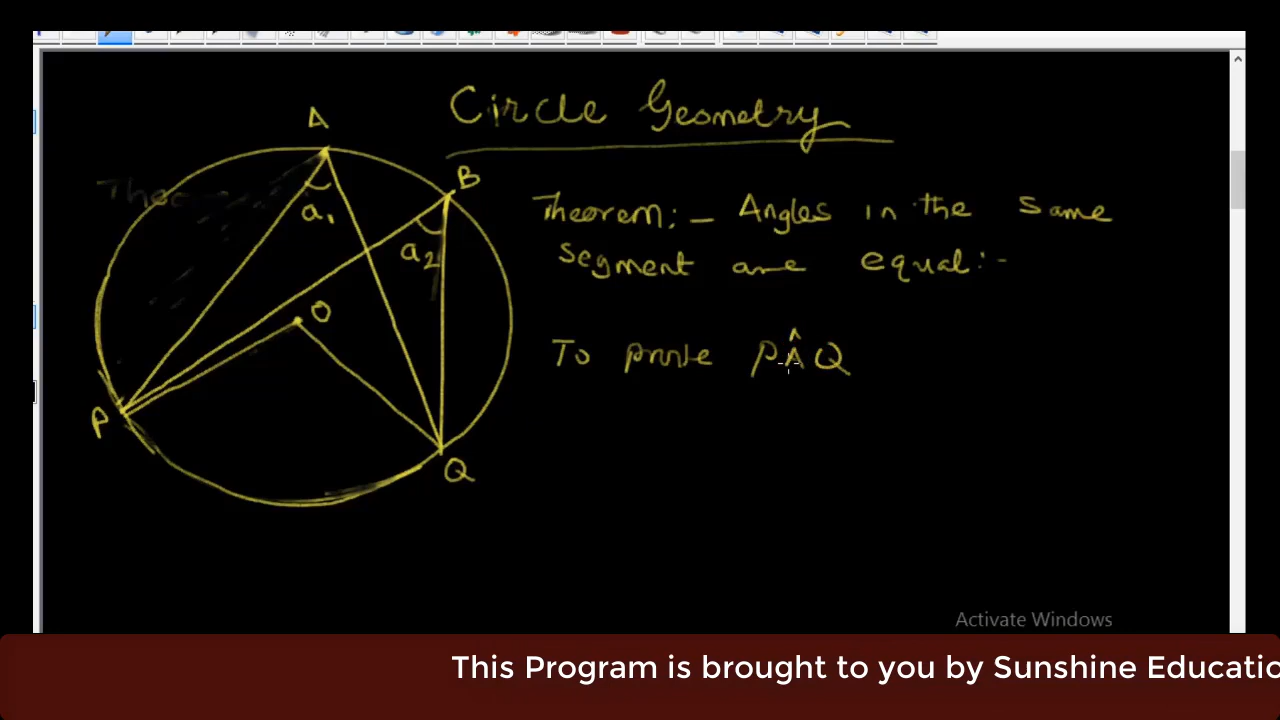 Circle Geometry
A
B
a1
a2
O
P
Q
Theorem:- Angles in the same
segment are equal:-
To prove PÂQ
Activate Windows
This Program is brought to you by Sunshine Educatio